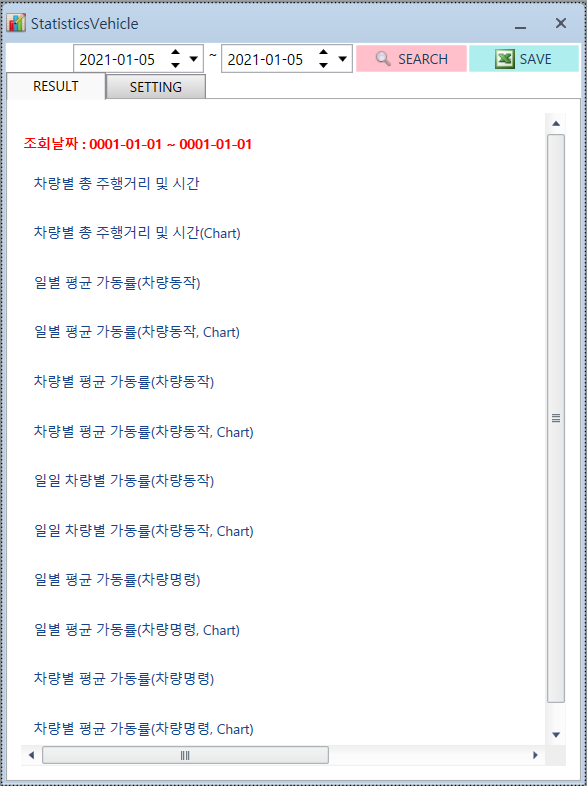 StatisticsVehicle
2021-01-05 ~ 2021-01-05 SEARCH SAVE
RESULT SETTING
조회날짜 : 0001-01-01 ~ 0001-01-01
차량별 총 주행거리 및 시간
차량별 총 주행거리 및 시간(Chart)
일별 평균 가동률(차량동작)
일별 평균 가동률(차량동작, Chart)
차량별 평균 가동률(차량동작)
차량별 평균 가동률(차량동작, Chart)
일일 차량별 가동률(차량동작)
일일 차량별 가동률(차량동작, Chart)
일별 평균 가동률(차량명령)
일별 평균 가동률(차량명령, Chart)
차량별 평균 가동률(차량명령)
차량별 평균 가동률(차량명령, Chart)